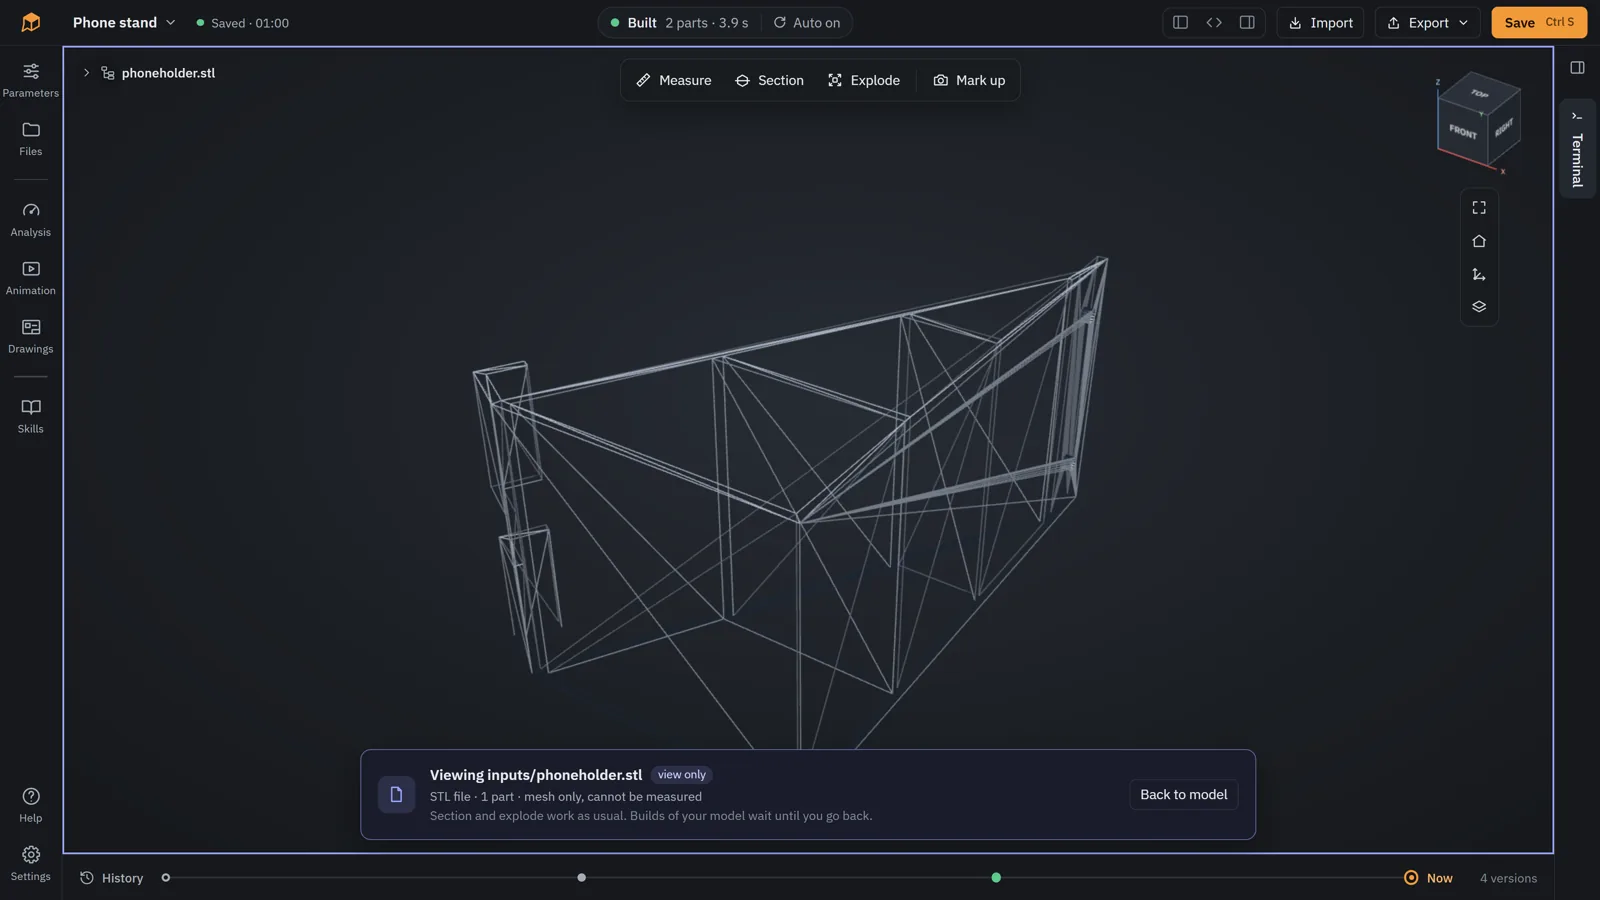 Phone stand
Saved · 01:00
Built 2 parts · 3.9 s
Auto on
Import
Export
Save Ctrl S
phoneholder.stl
Measure
Section
Explode
Mark up
Z
TOP
Y
FRONT
RIGHT
X
Terminal
Parameters
Files
Analysis
Animation
Drawings
Skills
Help
Settings
Viewing inputs/phoneholder.stl view only
STL file · 1 part · mesh only, cannot be measured
Section and explode work as usual. Builds of your model wait until you go back.
Back to model
History
Now
4 versions